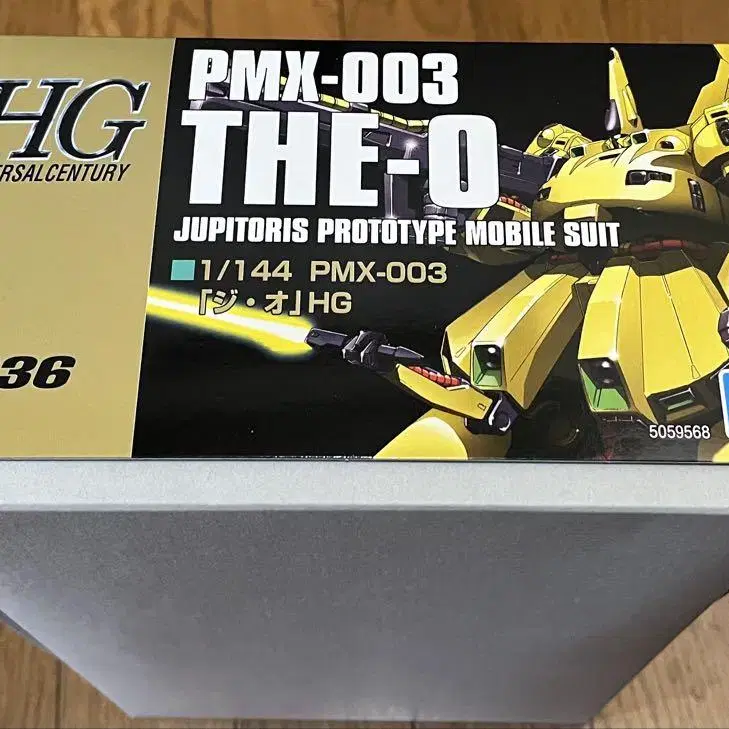 HG
ERSALCENTURY
36
PMX-003
THE-O
JUPITORIS PROTOTYPE MOBILE SUIT
1/144 PMX-003
「ジ・オ」HG
5059568